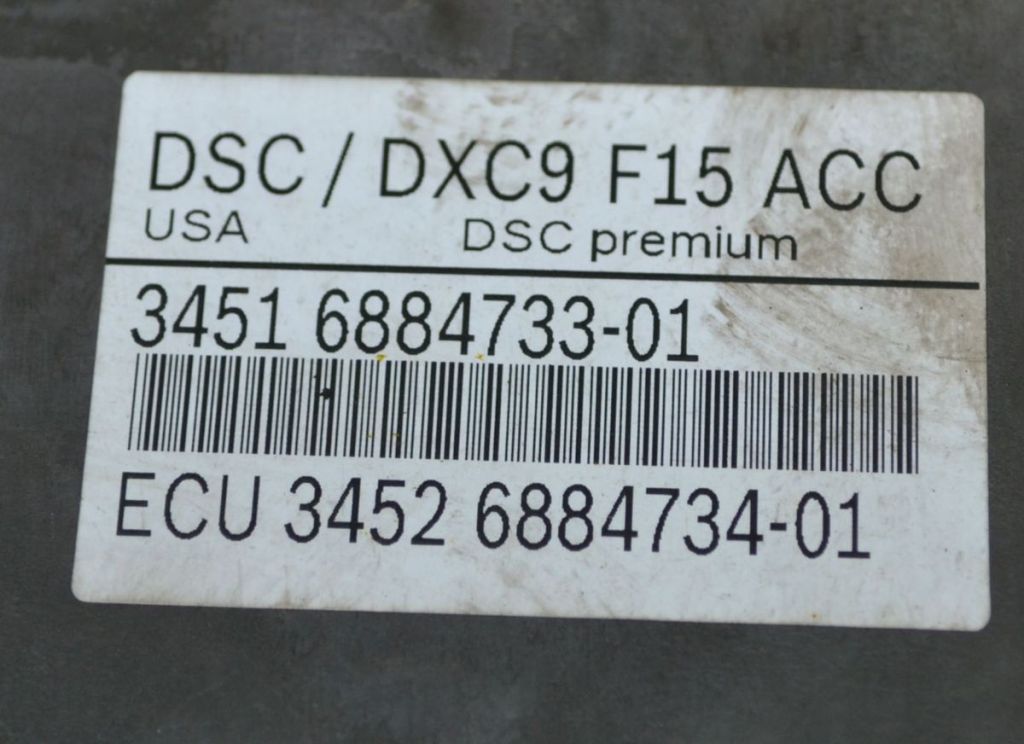 DSC / DXC9 F15 ACC
USA DSC premium
3451 6884733-01
ECU 3452 6884734-01